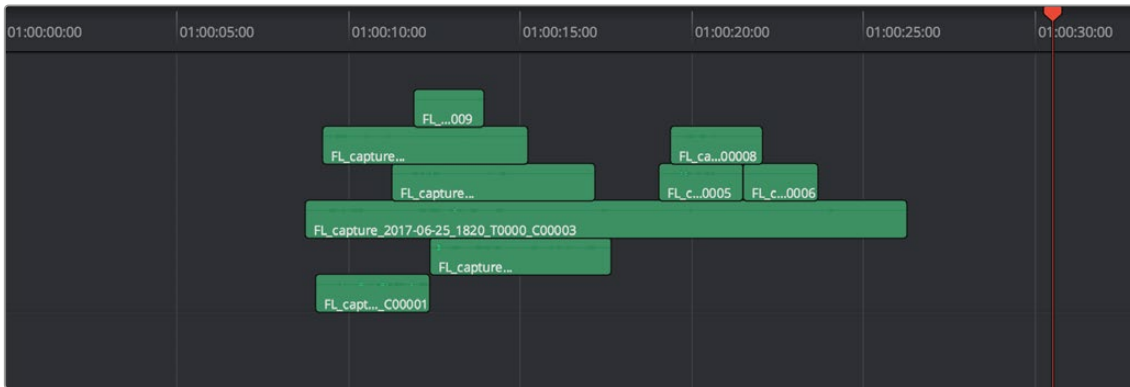 01:00:00:00 01:00:05:00 01:00:10:00 01:00:15:00 01:00:20:00 01:00:25:00 01:00:30:00
FL_...009
FL_capture... FL_ca...00008
FL_capture... FL_c...0005 FL_c...0006
FL_capture_2017-06-25_1820_T0000_C00003
FL_capture...
FL_capt..._C00001